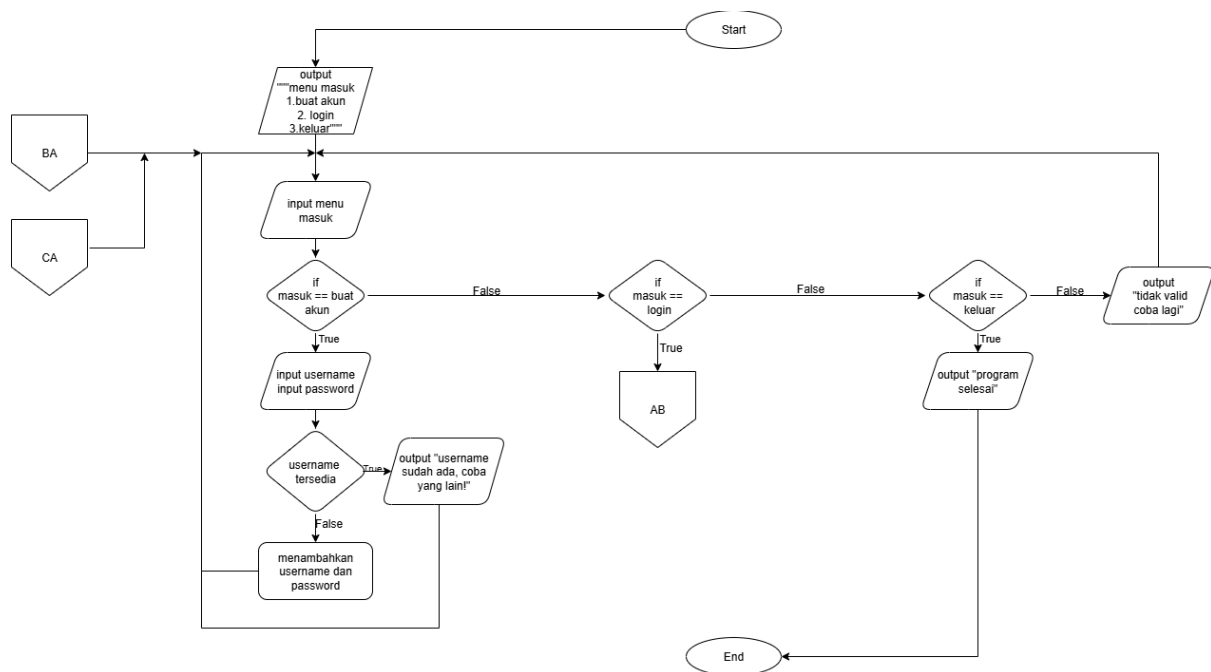 Start
output
""""menu masuk
1.buat akun
2. login
3.keluar""""
BA
input menu
masuk
CA
if
masuk == buat
akun
False
if
masuk ==
login
False
if
masuk ==
keluar
False
output
"tidak valid
coba lagi"
True
True
True
input username
input password
AB
output "program
selesai"
username
tersedia
True
output "username
sudah ada, coba
yang lain!"
False
menambahkan
username dan
password
End